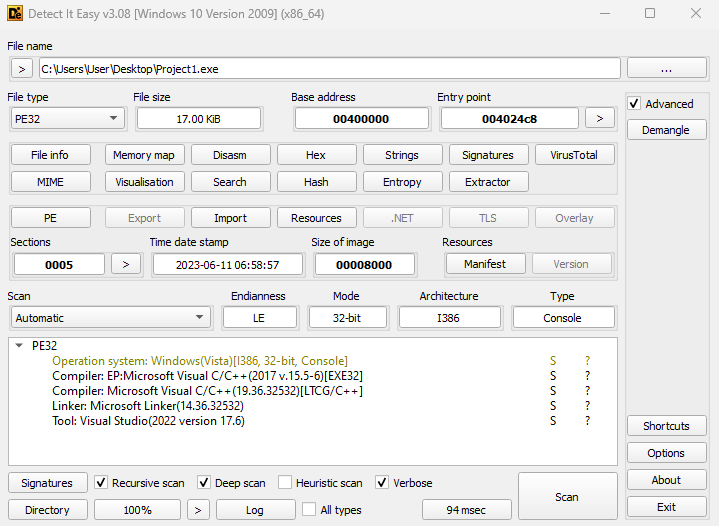 Detect It Easy v3.08 [Windows 10 Version 2009] (x86_64)
File name
> C:\Users\User\Desktop\Project1.exe ...
File type File size Base address Entry point Advanced
PE32 17.00 KiB 00400000 004024c8 > Demangle
File info Memory map Disasm Hex Strings Signatures VirusTotal
MIME Visualisation Search Hash Entropy Extractor
PE Export Import Resources .NET TLS Overlay
Sections Time date stamp Size of image Resources
0005 > 2023-06-11 06:58:57 00008000 Manifest Version
Scan Endianness Mode Architecture Type
Automatic LE 32-bit I386 Console
PE32
Operation system: Windows(Vista)[I386, 32-bit, Console] S ?
Compiler: EP:Microsoft Visual C/C++(2017 v.15.5-6)[EXE32] S ?
Compiler: Microsoft Visual C/C++(19.36.32532)[LTCG/C++] S ?
Linker: Microsoft Linker(14.36.32532) S ?
Tool: Visual Studio(2022 version 17.6) S ?
Shortcuts
Options
Signatures Recursive scan Deep scan Heuristic scan Verbose Scan About
Directory 100% > Log All types 94 msec Exit